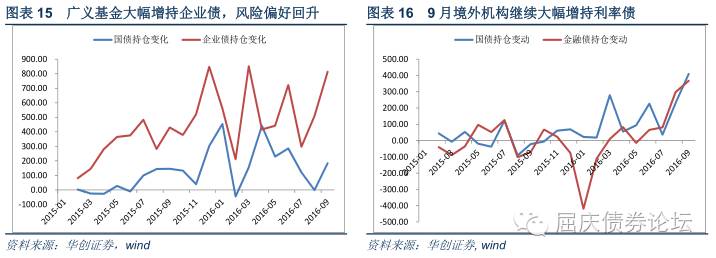 图表 15 广义基金大幅增持企业债，风险偏好回升
国债持仓变化 企业债持仓变化
900.00
800.00
700.00
600.00
500.00
400.00
300.00
200.00
100.00
0.00
-100.00
2015-01 2015-03 2015-05 2015-07 2015-09 2015-11 2016-01 2016-03 2016-05 2016-07 2016-09
资料来源：华创证券，wind
图表 16 9 月境外机构继续大幅增持利率债
国债持仓变动 金融债持仓变动
500.00
400.00
300.00
200.00
100.00
0.00
-100.00
-200.00
-300.00
-400.00
-500.00
2015-01 2015-03 2015-05 2015-07 2015-09 2015-11 2016-01 2016-03 2016-05 2016-07 2016-09
屈庆债券论坛
资料来源：华创证券, wind